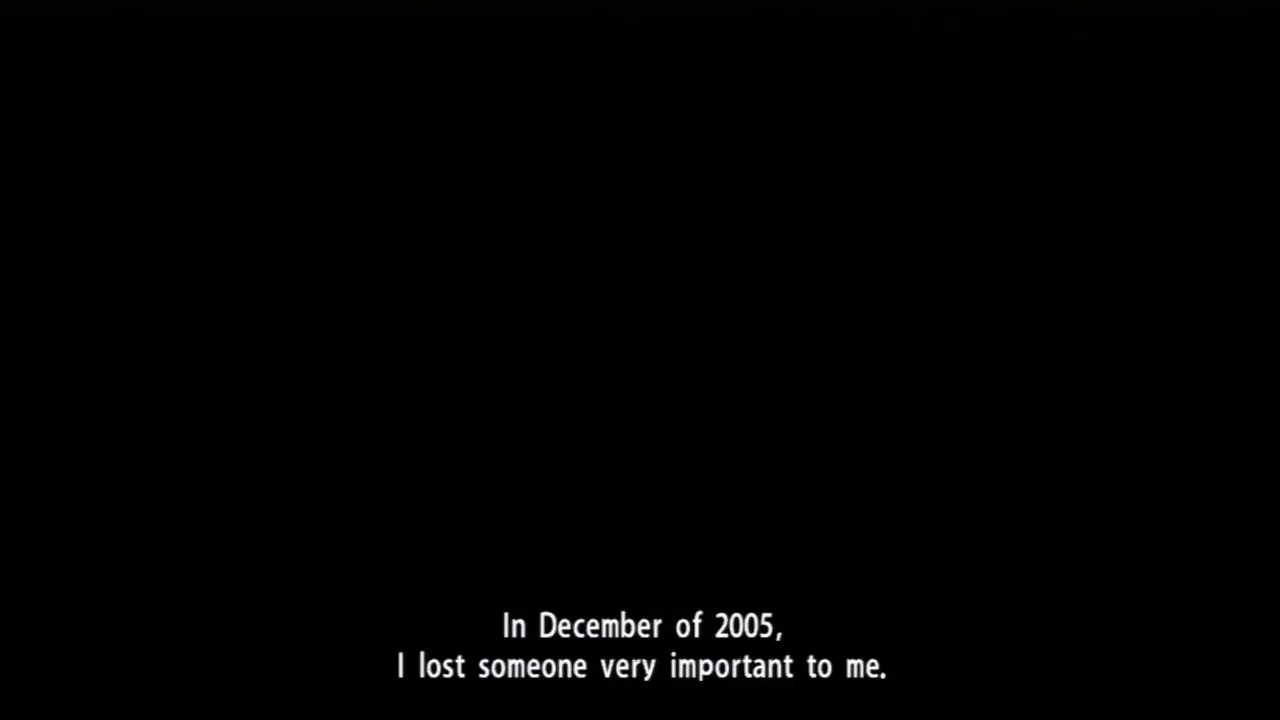 In December of 2005,
I lost someone very important to me.